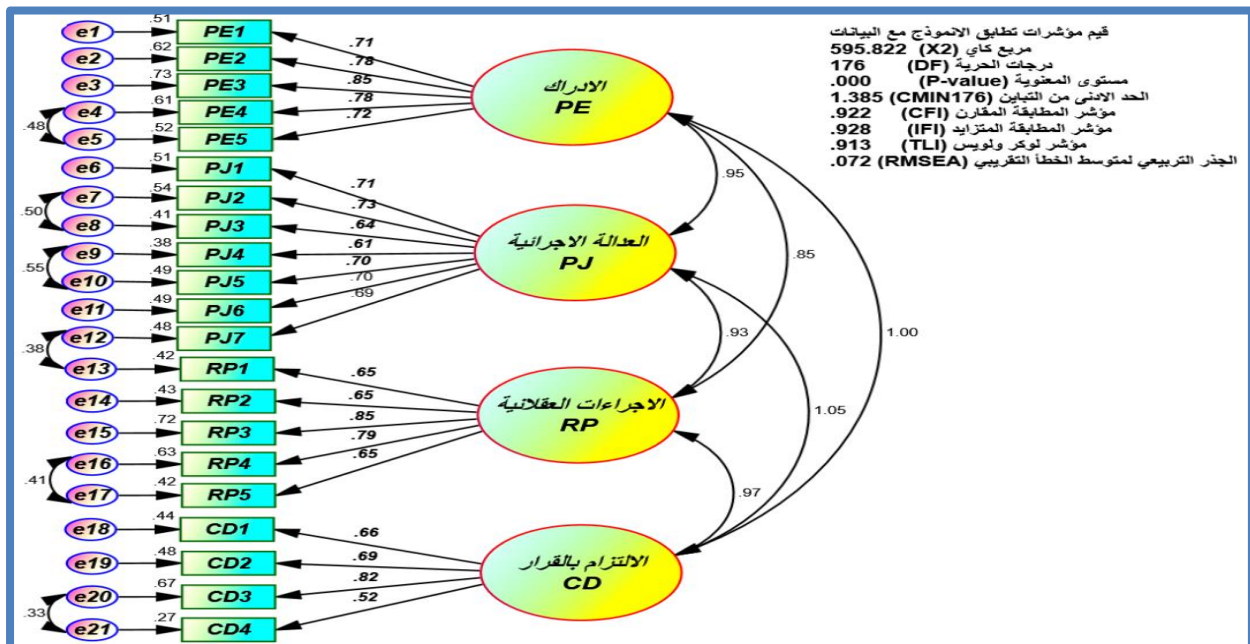 قيم مؤشرات تطابق الانموذج مع البيانات
مربع كاي (X2) 595.822
درجات الحرية (DF) 176
مستوى المعنوية (P-value) .000
الحد الادنى من التباين (CMIN176) 1.385
مؤشر المطابقة المقارن (CFI) .922
مؤشر المطابقة المتزايد (IFI) .928
مؤشر لوكر ولويس (TLI) .913
الجذر التربيعي لمتوسط الخطأ التقريبي (RMSEA) .072
e1 .51 PE1 .71
e2 .62 PE2 .78
e3 .73 PE3 .85
e4 .61 PE4 .78
e5 .52 PE5 .72
.48
الادراك
PE
e6 .51 PJ1 .71
e7 .54 PJ2 .73
e8 .41 PJ3 .64
e9 .38 PJ4 .61
e10 .49 PJ5 .70
e11 .49 PJ6 .70
e12 .48 PJ7 .69
.50
.55
.38
العدالة الاجرائية
PJ
e13 .42 RP1 .65
e14 .43 RP2 .65
e15 .72 RP3 .85
e16 .63 RP4 .79
e17 .42 RP5 .65
.41
الاجراءات العقلانية
RP
e18 .44 CD1 .66
e19 .48 CD2 .69
e20 .67 CD3 .82
e21 .27 CD4 .52
.33
الالتزام بالقرار
CD
.95
.85
.93
1.00
1.05
.97